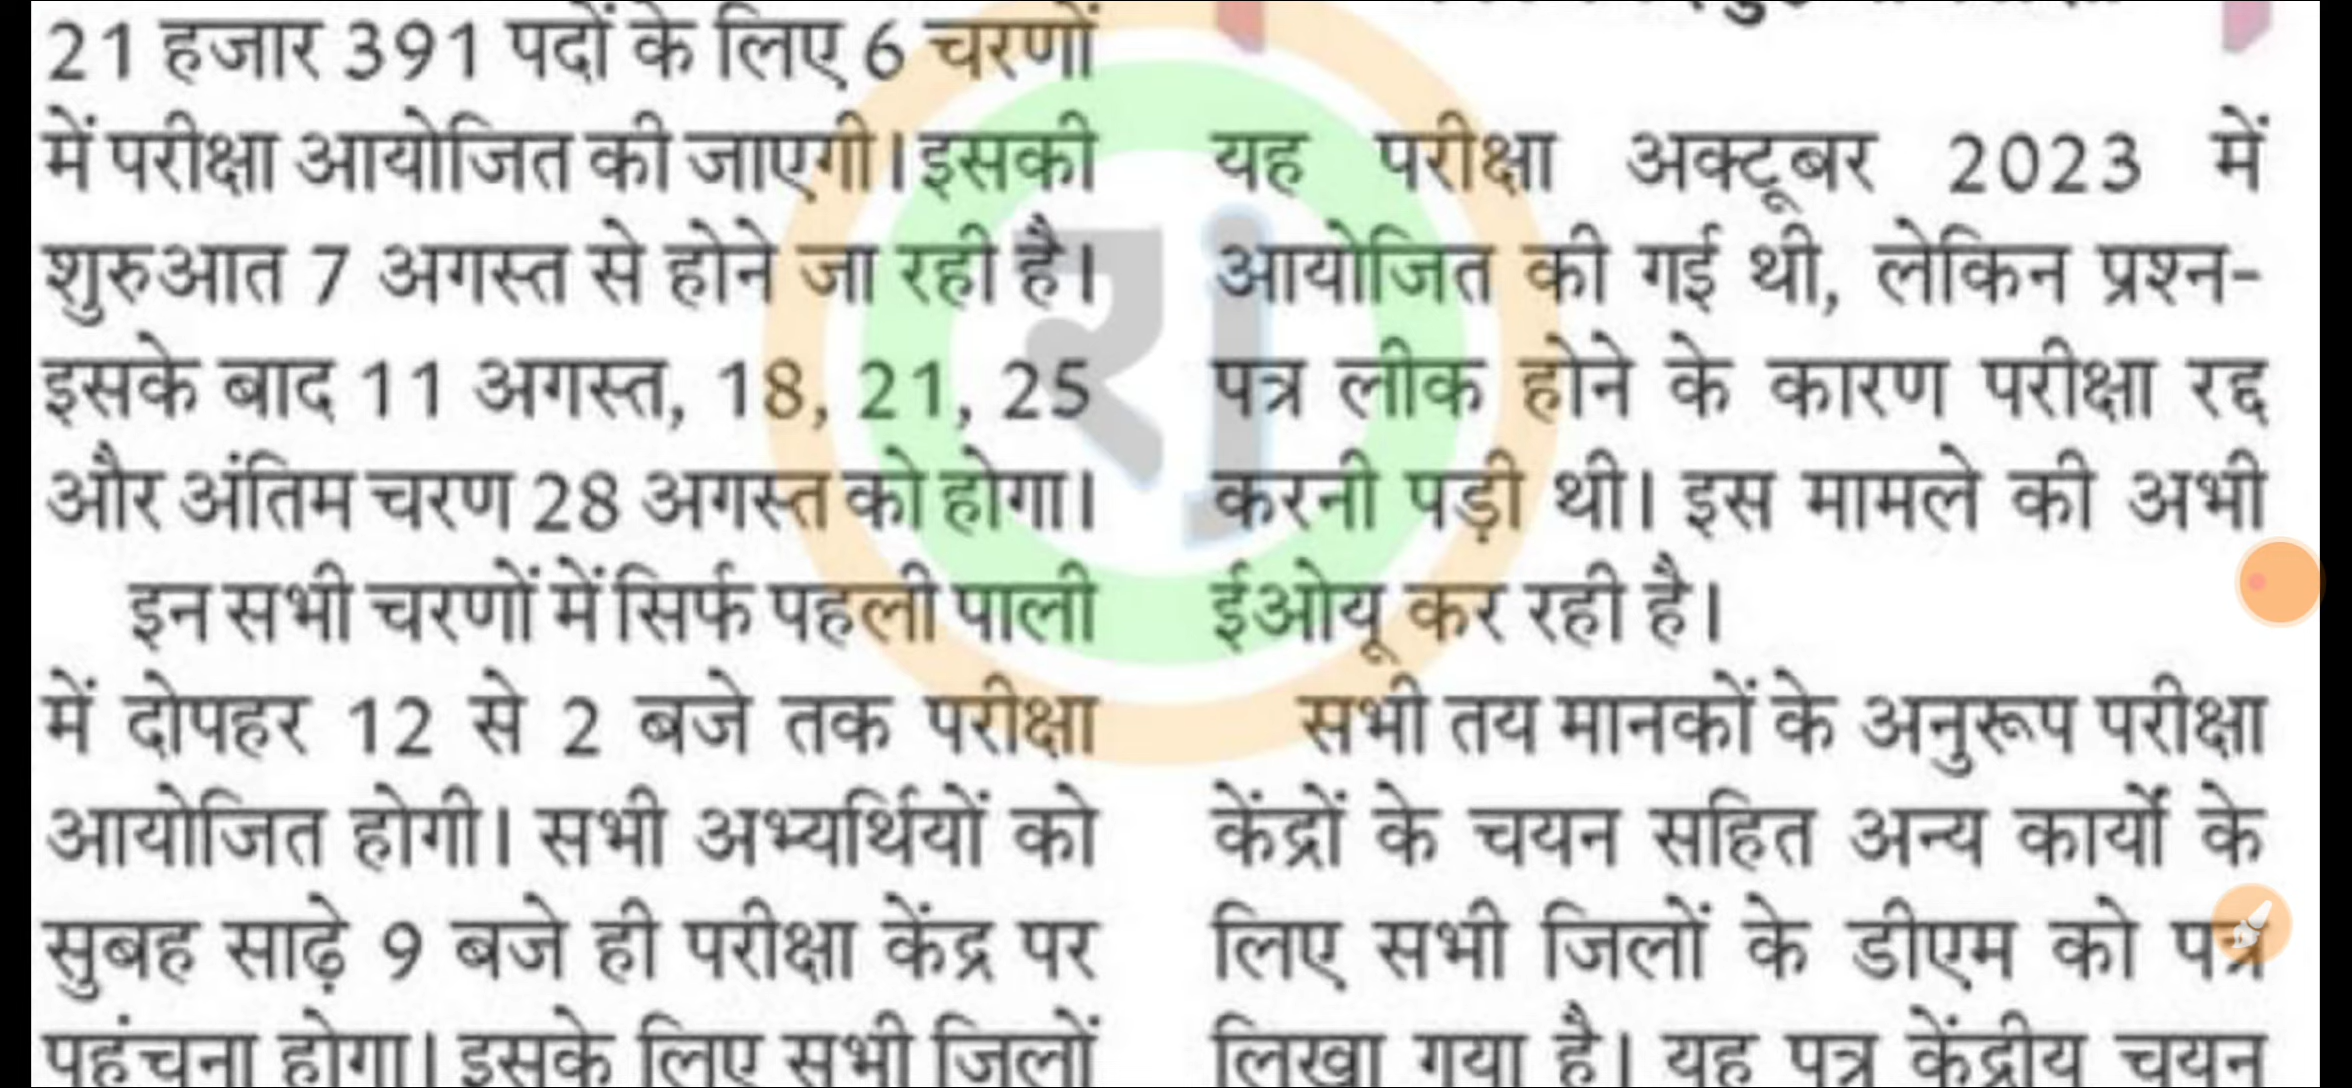 21 हजार 391 पदों के लिए 6 चरणों
में परीक्षा आयोजित की जाएगी। इसकी
शुरुआत 7 अगस्त से होने जा रही है।
इसके बाद 11 अगस्त, 18, 21, 25
और अंतिम चरण 28 अगस्त को होगा।
इन सभी चरणों में सिर्फ पहली पाली
में दोपहर 12 से 2 बजे तक परीक्षा
आयोजित होगी। सभी अभ्यर्थियों को
सुबह साढ़े 9 बजे ही परीक्षा केंद्र पर
पहंचना होगा। इसके लिए सभी जिलों
यह परीक्षा अक्टूबर 2023 में
आयोजित की गई थी, लेकिन प्रश्न-
पत्र लीक होने के कारण परीक्षा रद्द
करनी पड़ी थी। इस मामले की अभी
ईओयू कर रही है।
सभी तय मानकों के अनुरूप परीक्षा
केंद्रों के चयन सहित अन्य कार्यो के
लिए सभी जिलों के डीएम को पत्र
लिखा गया है। यह पत्र केंद्रीय चयन
रj